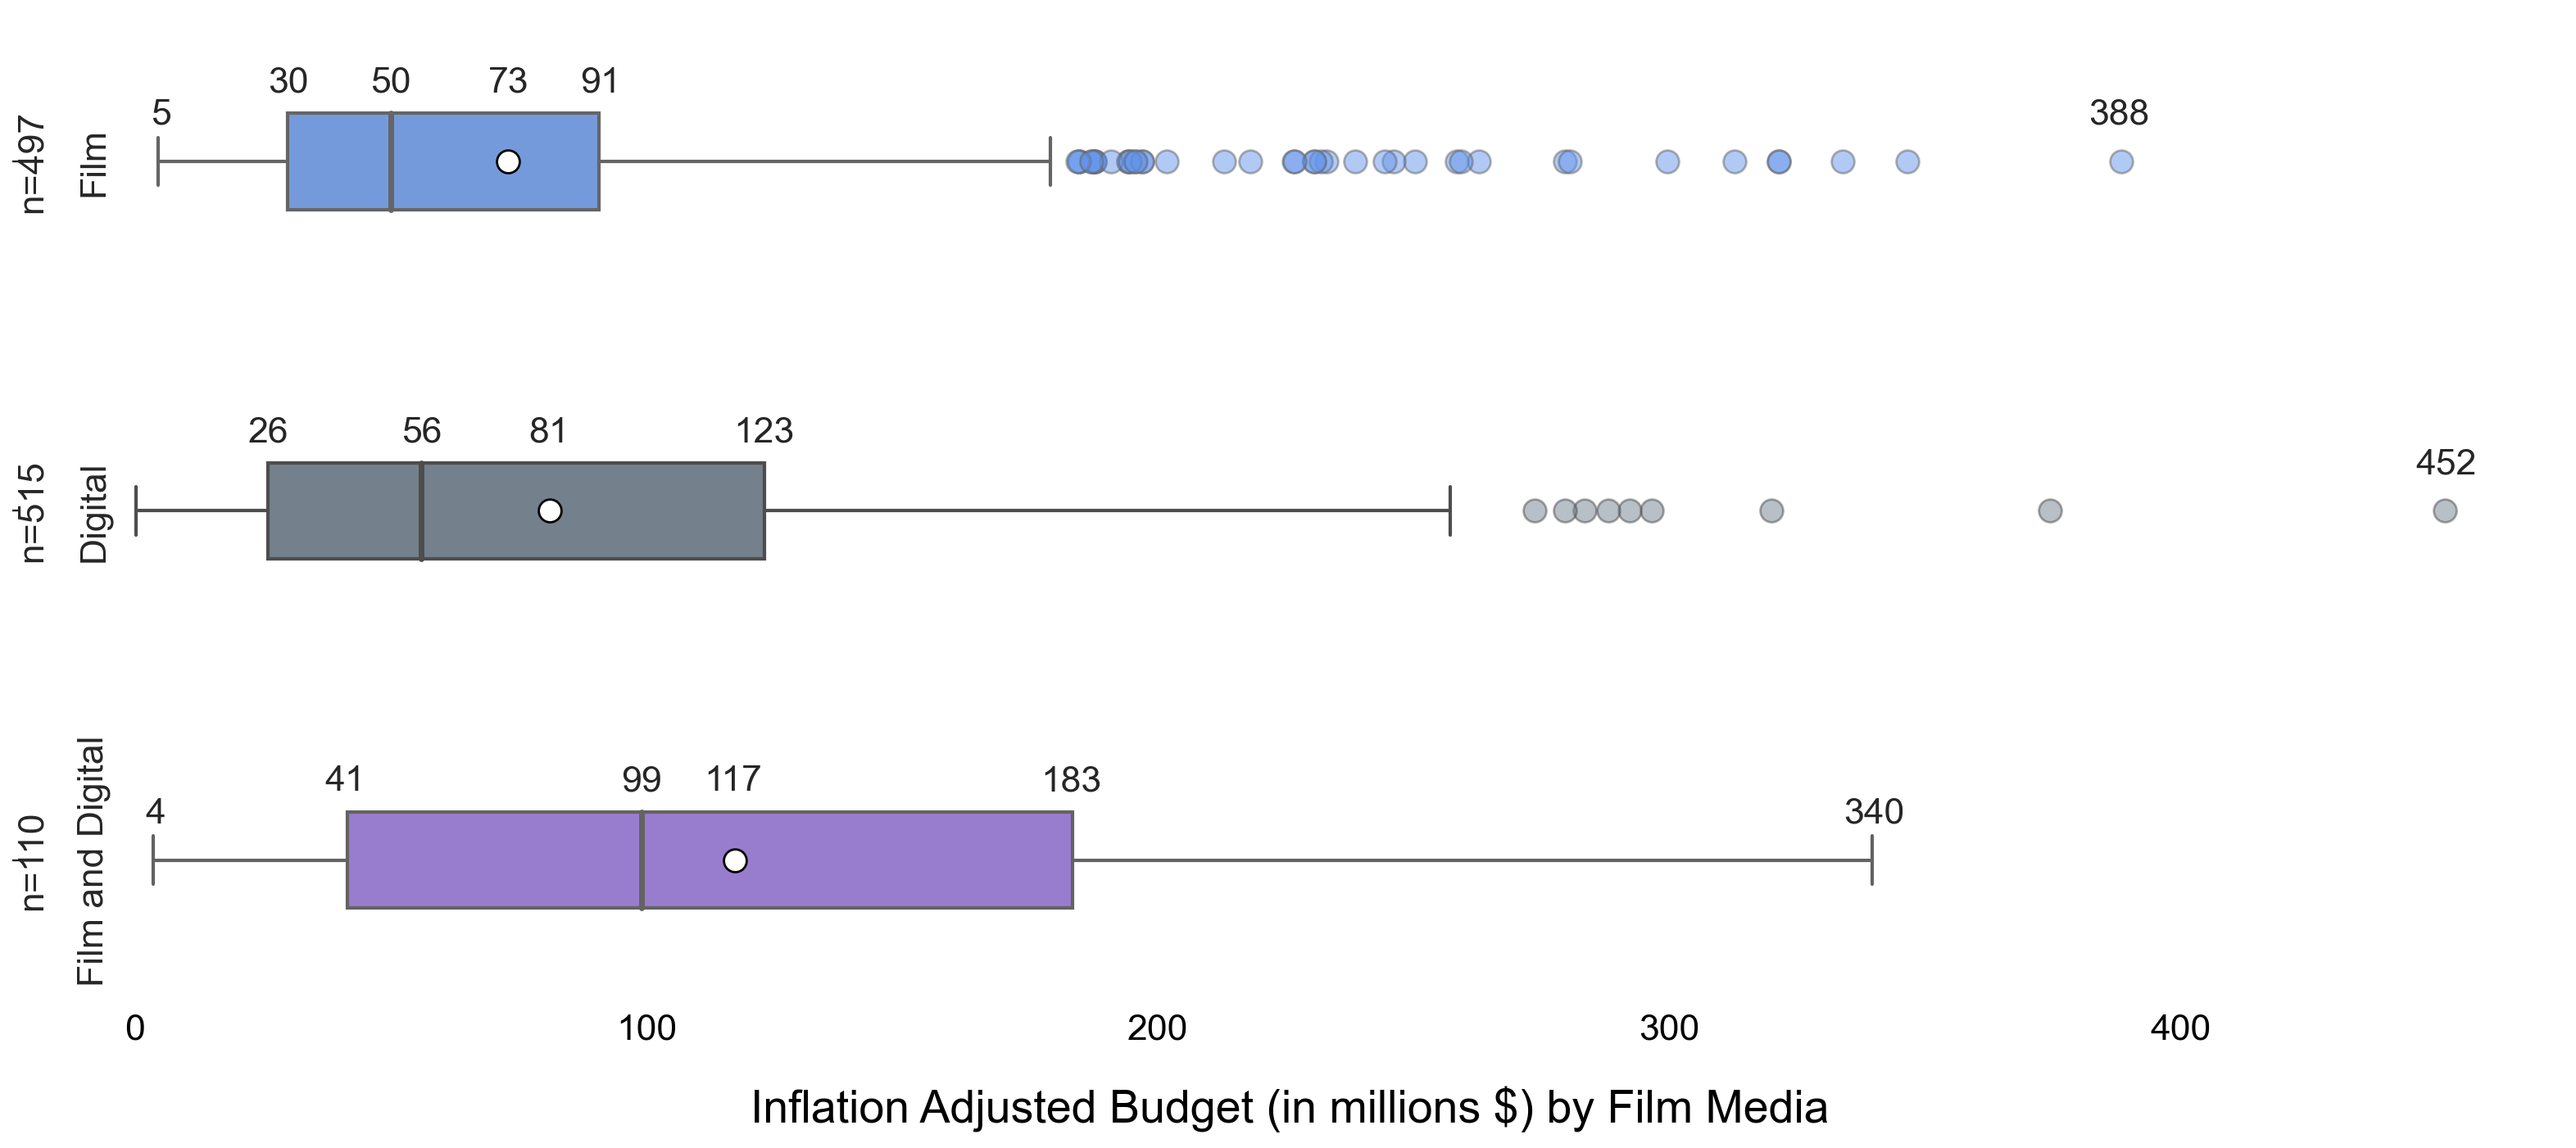 30 50 73 91
5
388
n=497
Film
26 56 81 123
452
n=515
Digital
41 99 117 183
4
340
n=110
Film and Digital
0 100 200 300 400
Inflation Adjusted Budget (in millions $) by Film Media